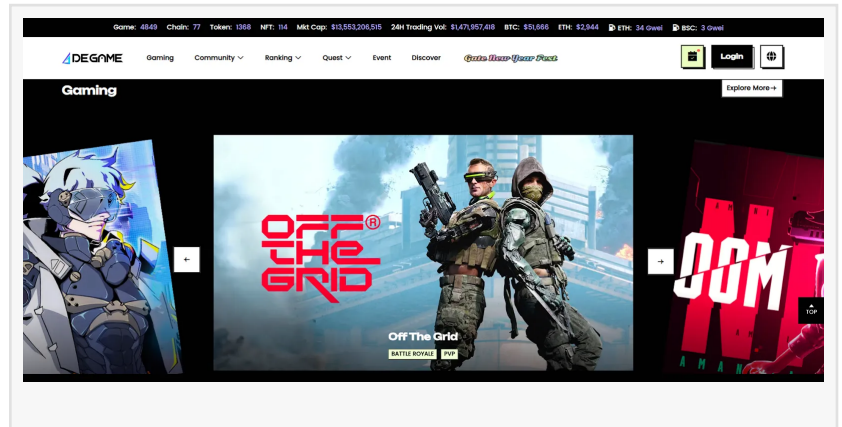 Game: 4849 Chain: 77 Token: 1368 NFT: 114 Mkt Cap: $13,553,206,515 24H Trading Vol: $1,471,957,418 BTC: $51,666 ETH: $2,944 ETH: 34 Gwei BSC: 3 Gwei
DEGAME Gaming Community Ranking Quest Event Discover Gate New Year Fest Login
Gaming Explore More→
OFF®
THE
GRID
OOM
TOP
Off The Grid
BATTLE ROYALE PVP
A M A N